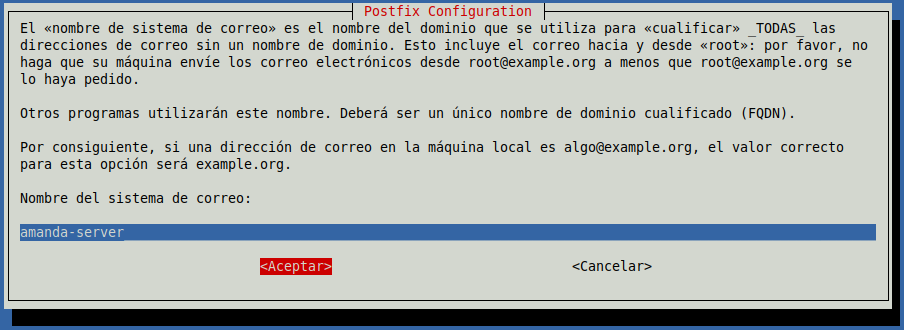 Postfix Configuration
El «nombre de sistema de correo» es el nombre del dominio que se utiliza para «cualificar» _TODAS_ las
direcciones de correo sin un nombre de dominio. Esto incluye el correo hacia y desde «root»: por favor, no
haga que su máquina envíe los correo electrónicos desde root@example.org a menos que root@example.org se
lo haya pedido.
Otros programas utilizarán este nombre. Deberá ser un único nombre de dominio cualificado (FQDN).
Por consiguiente, si una dirección de correo en la máquina local es algo@example.org, el valor correcto
para esta opción será example.org.
Nombre del sistema de correo:
amanda-server
<Aceptar> <Cancelar>